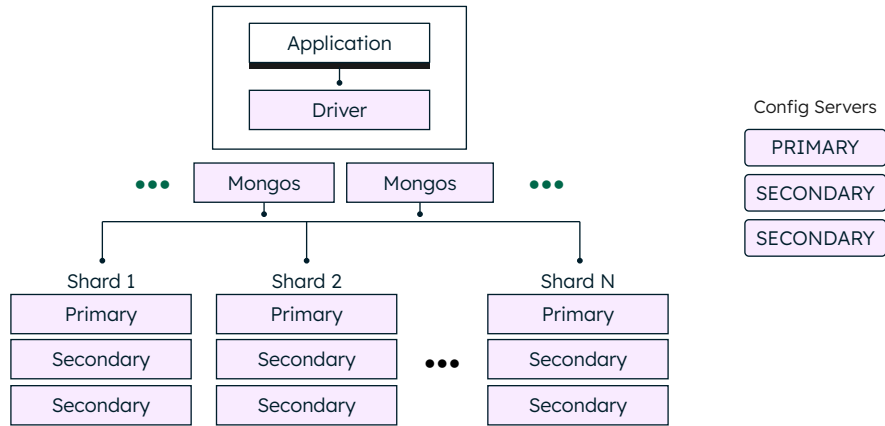 Application
Driver
Config Servers
PRIMARY
SECONDARY
SECONDARY
Mongos
Mongos
Shard 1
Primary
Secondary
Secondary
Shard 2
Primary
Secondary
Secondary
Shard N
Primary
Secondary
Secondary